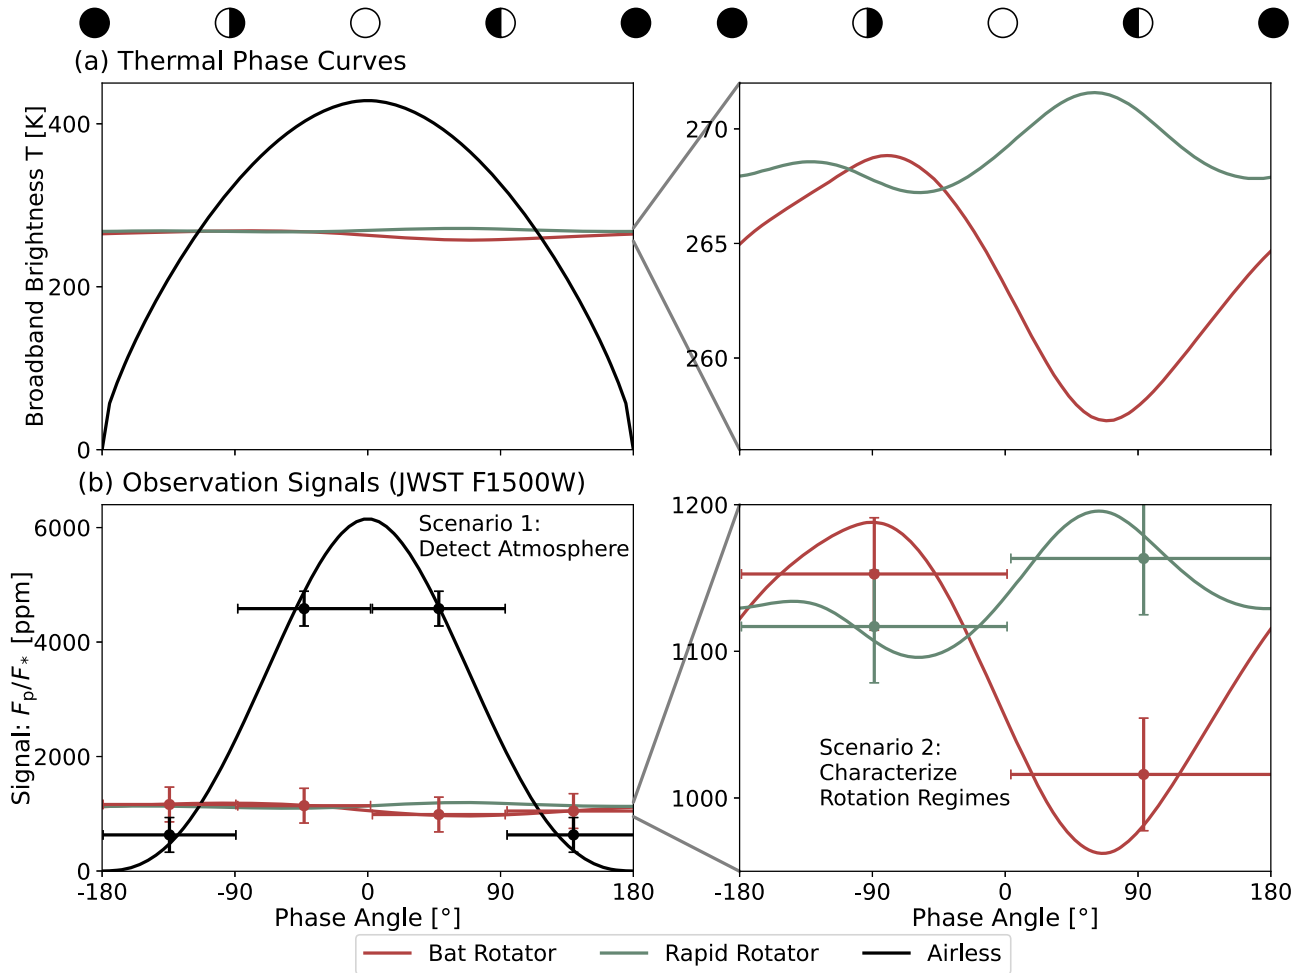 (a) Thermal Phase Curves
Broadband Brightness T [K]
400
200
0
270
265
260
(b) Observation Signals (JWST F1500W)
Signal: Fp/F* [ppm]
6000
4000
2000
0
Scenario 1:
Detect Atmosphere
1200
1100
1000
Scenario 2:
Characterize
Rotation Regimes
-180 -90 0 90 180
Phase Angle [°]
-180 -90 0 90 180
Phase Angle [°]
Bat Rotator Rapid Rotator Airless